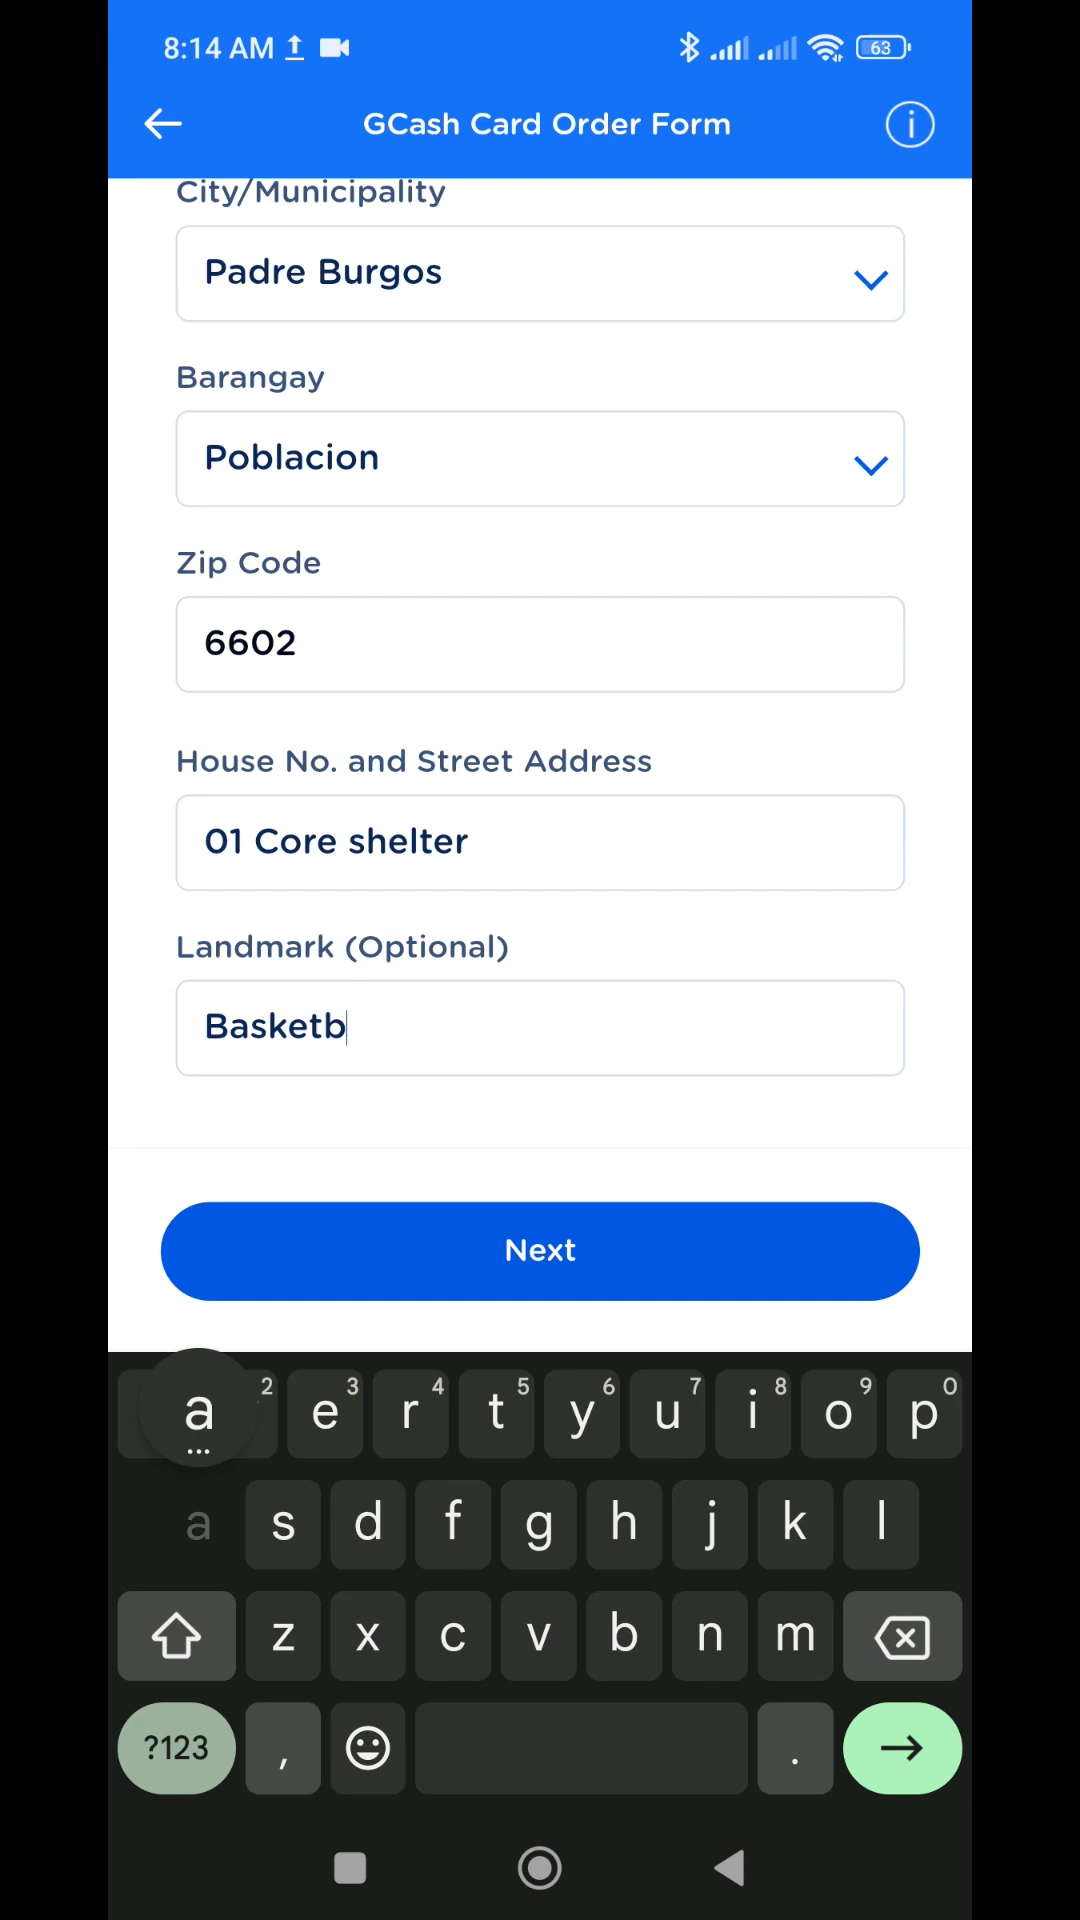 8:14 AM 63
GCash Card Order Form
City/Municipality
Padre Burgos
Barangay
Poblacion
Zip Code
6602
House No. and Street Address
01 Core shelter
Landmark (Optional)
Basketb
Next
a 2 e 3 r 4 t 5 y 6 u 7 i 8 o 9 p 0
a s d f g h j k l
z x c v b n m
?123 , .